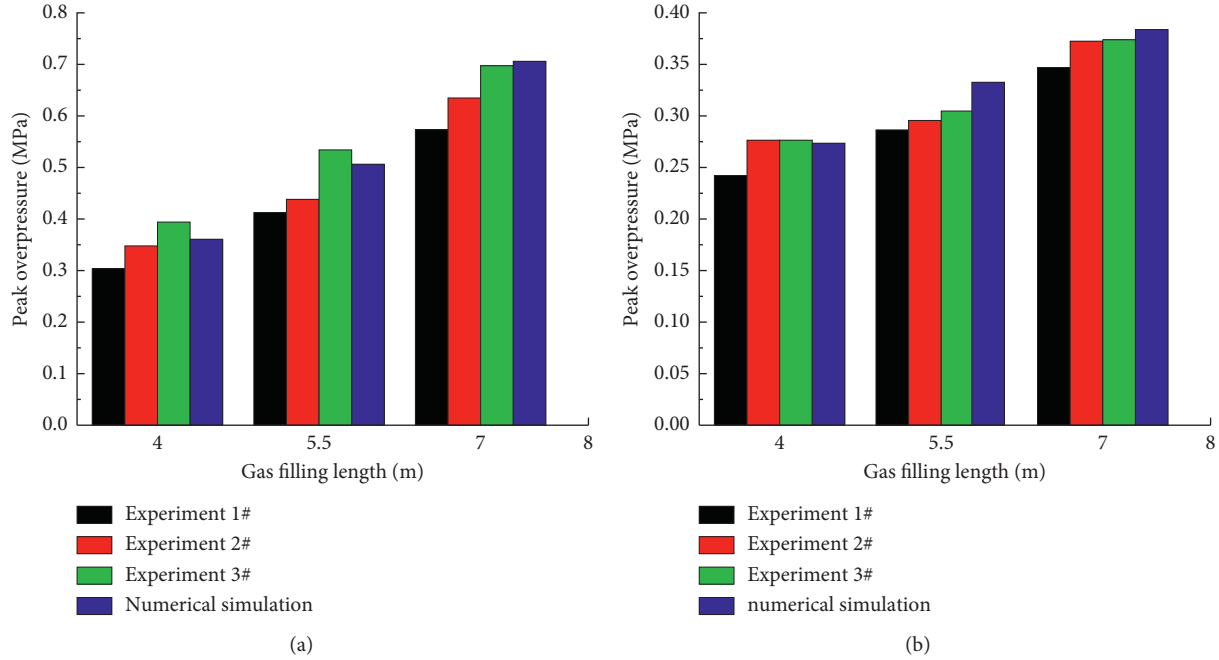 0.8
0.7
0.6
0.5
0.4
0.3
0.2
0.1
0.0
Peak overpressure (MPa)
4 5.5 7 8
Gas filling length (m)
Experiment 1#
Experiment 2#
Experiment 3#
Numerical simulation
(a)
0.40
0.35
0.30
0.25
0.20
0.15
0.10
0.05
0.00
Peak overpressure (MPa)
4 5.5 7 8
Gas filling length (m)
Experiment 1#
Experiment 2#
Experiment 3#
numerical simulation
(b)